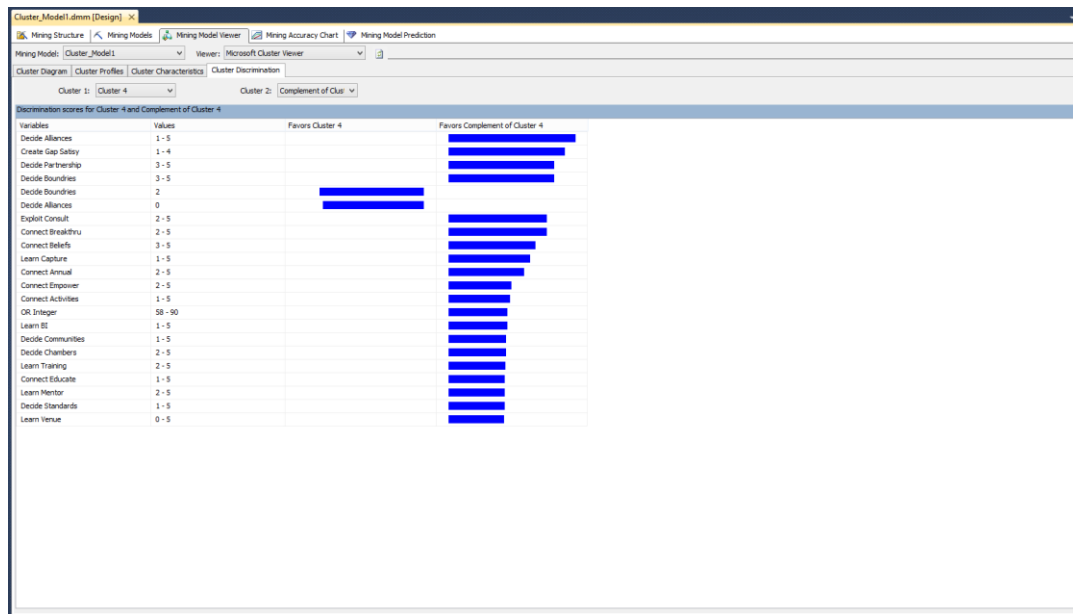 Cluster_Model1.dmm [Design]
Mining Structure Mining Models Mining Model Viewer Mining Accuracy Chart Mining Model Prediction
Mining Model: Cluster_Model1 Viewer: Microsoft Cluster Viewer
Cluster Diagram Cluster Profiles Cluster Characteristics Cluster Discrimination
Cluster 1: Cluster 4 Cluster 2: Complement of Clus
Discrimination scores for Cluster 4 and Complement of Cluster 4
Variables Values Favors Cluster 4 Favors Complement of Cluster 4
Decide Alliances 1 - 5
Create Gap Satisy 1 - 4
Decide Partnership 3 - 5
Decide Boundries 3 - 5
Decide Boundries 2
Decide Alliances 0
Exploit Consult 2 - 5
Connect Breakthru 2 - 5
Connect Beliefs 3 - 5
Learn Capture 1 - 5
Connect Annual 2 - 5
Connect Empower 2 - 5
Connect Activities 1 - 5
OR Integer 58 - 90
Learn BI 1 - 5
Decide Communities 1 - 5
Decide Chambers 2 - 5
Learn Training 2 - 5
Connect Educate 1 - 5
Learn Mentor 2 - 5
Decide Standards 1 - 5
Learn Venue 0 - 5